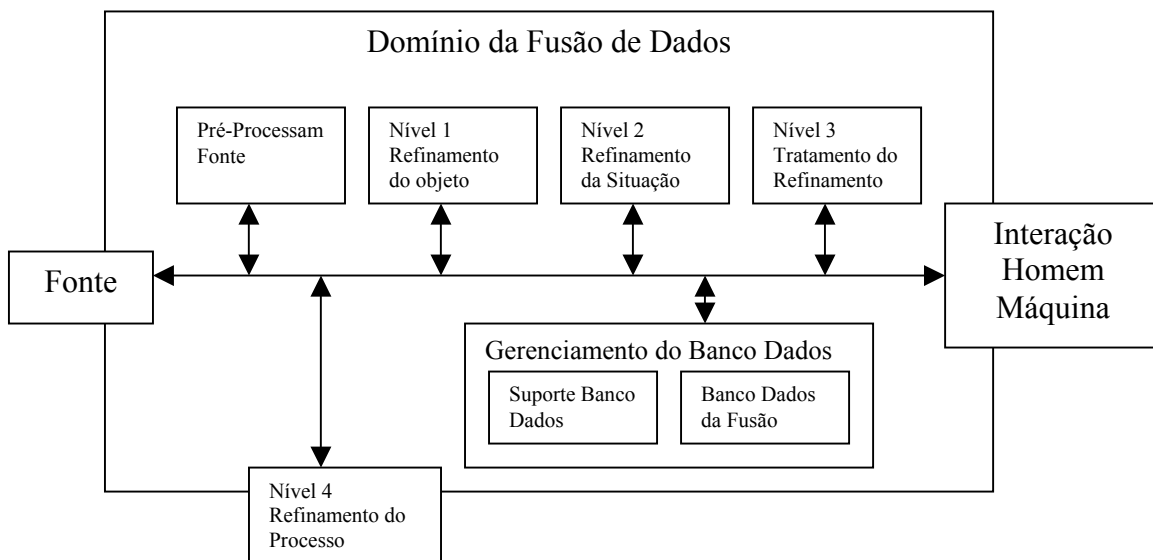 Domínio da Fusão de Dados
Pré-Processam
Fonte
Nível 1
Refinamento
do objeto
Nível 2
Refinamento
da Situação
Nível 3
Tratamento do
Refinamento
Fonte
Interação
Homem
Máquina
Gerenciamento do Banco Dados
Suporte Banco
Dados
Banco Dados
da Fusão
Nível 4
Refinamento do
Processo